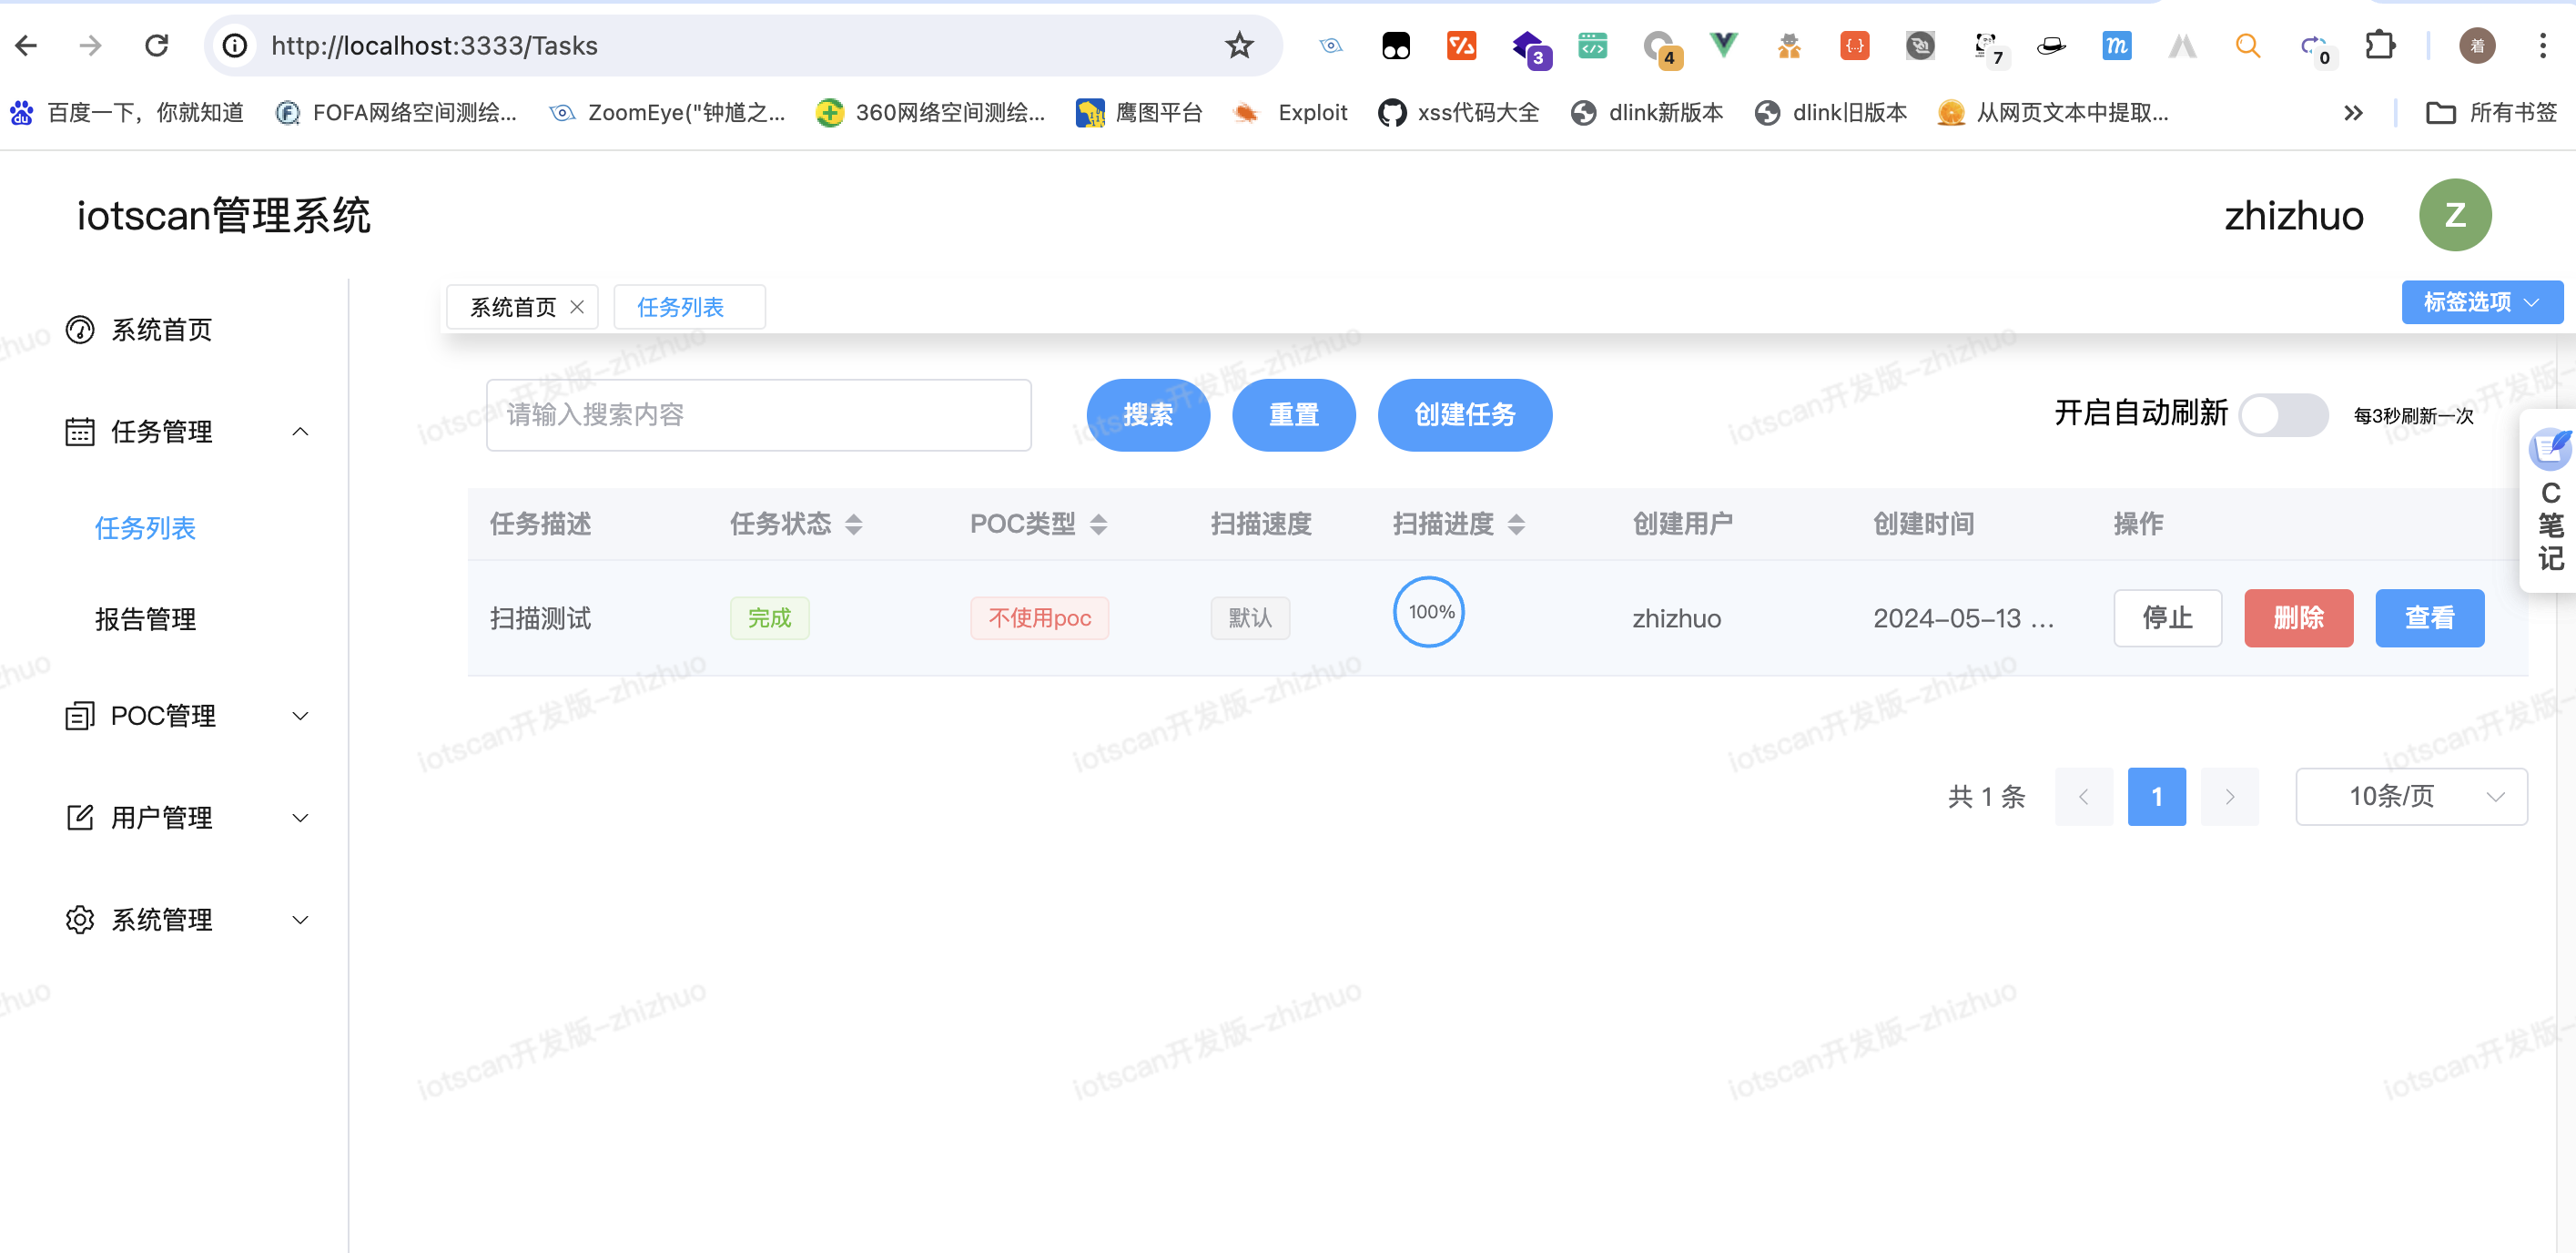 http://localhost:3333/Tasks
3
4
7
0
着
百度一下，你就知道
FOFA网络空间测绘...
ZoomEye("钟馗之...
360网络空间测绘...
鹰图平台
Exploit
xss代码大全
dlink新版本
dlink旧版本
从网页文本中提取...
所有书签
iotscan管理系统
zhizhuo
Z
系统首页
任务管理
任务列表
报告管理
POC管理
用户管理
系统管理
系统首页
任务列表
标签选项
请输入搜索内容
搜索
重置
创建任务
开启自动刷新
每3秒刷新一次
任务描述
任务状态
POC类型
扫描速度
扫描进度
创建用户
创建时间
操作
扫描测试
完成
不使用poc
默认
100%
zhizhuo
2024-05-13 ...
停止
删除
查看
共 1 条
1
10条/页
C
笔
记
iotscan开发版-zhizhuo
iotscan开发版-zhizhuo
iotscan开发版-zhizhuo
iotscan开发版-zhizhuo
iotscan开发版-zhizhuo
iotscan开发版-zhizhuo
iotscan开发版-zhizhuo
iotscan开发版-zhizhuo
iotscan开发版-zhizhuo